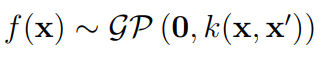 f(x) ∼ 𝒢𝒫 (0, k(x, x′))